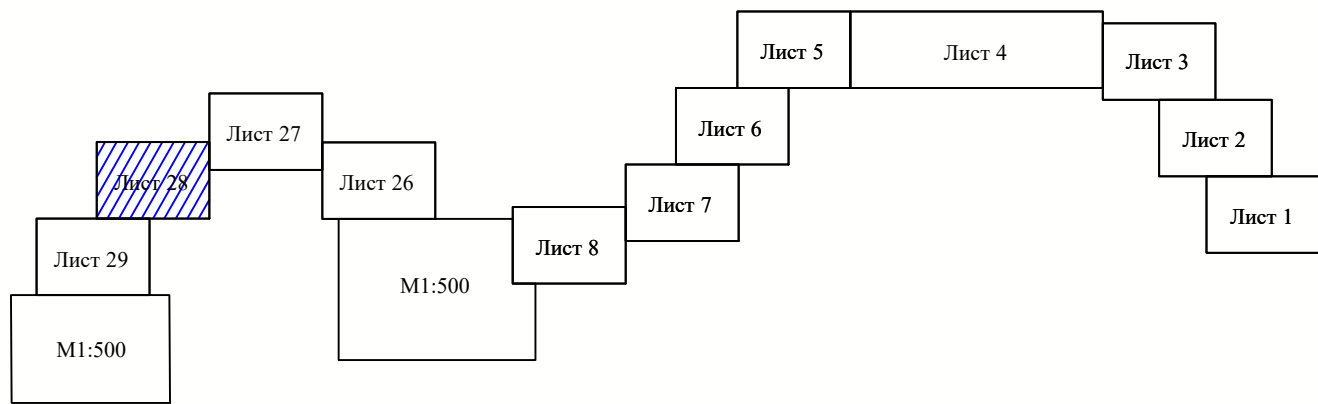 Лист 5
Лист 4
Лист 3
Лист 27
Лист 6
Лист 2
Лист 28
Лист 26
Лист 7
Лист 1
Лист 29
Лист 8
М1:500
М1:500